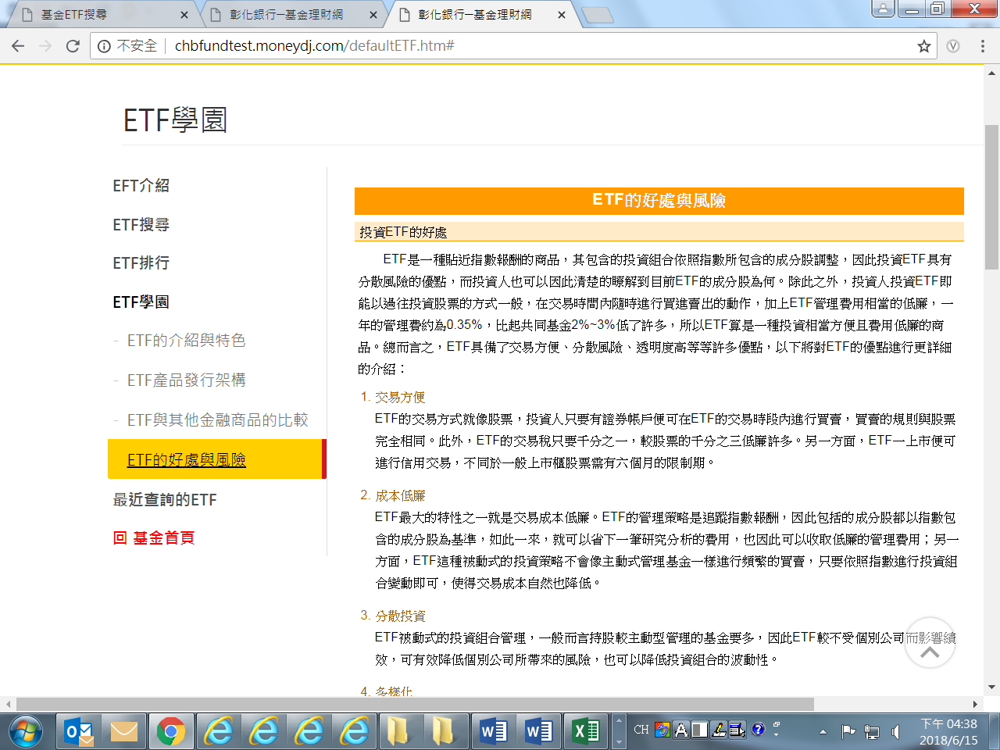 基金ETF搜尋
彰化銀行─基金理財網
彰化銀行─基金理財網
不安全
chbfundtest.moneydj.com/defaultETF.htm#
ETF學園
EFT介紹
ETF搜尋
ETF排行
ETF學園
- ETF的介紹與特色
- ETF產品發行架構
- ETF與其他金融商品的比較
ETF的好處與風險
最近查詢的ETF
回 基金首頁
ETF的好處與風險
投資ETF的好處
ETF是一種貼近指數報酬的商品，其包含的投資組合依照指數所包含的成分股調整，因此投資ETF具有
分散風險的優點，而投資人也可以因此清楚的瞭解到目前ETF的成分股為何。除此之外，投資人投資ETF即
能以過往投資股票的方式一般，在交易時間內隨時進行買進賣出的動作，加上ETF管理費用相當的低廉，一
年的管理費約為0.35%，比起共同基金2%~3%低了許多，所以ETF算是一種投資相當方便且費用低廉的商
品。總而言之，ETF具備了交易方便、分散風險、透明度高等等許多優點，以下將對ETF的優點進行更詳細
的介紹：
1. 交易方便
ETF的交易方式就像股票，投資人只要有證券帳戶便可在ETF的交易時段內進行買賣，買賣的規則與股票
完全相同。此外，ETF的交易稅只要千分之一，較股票的千分之三低廉許多。另一方面，ETF一上市便可
進行信用交易，不同於一般上市櫃股票需有六個月的限制期。
2. 成本低廉
ETF最大的特性之一就是交易成本低廉。ETF的管理策略是追蹤指數報酬，因此包括的成分股都以指數包
含的成分股為基準，如此一來，就可以省下一筆研究分析的費用，也因此可以收取低廉的管理費用；另一
方面，ETF這種被動式的投資策略不會像主動式管理基金一樣進行頻繁的買賣，只要依照指數進行投資組
合變動即可，使得交易成本自然也降低。
3. 分散投資
ETF被動式的投資組合管理，一般而言持股較主動型管理的基金要多，因此ETF較不受個別公司而影響績
效，可有效降低個別公司所帶來的風險，也可以降低投資組合的波動性。
4. 多樣化
CH
下午 04:38
2018/6/15